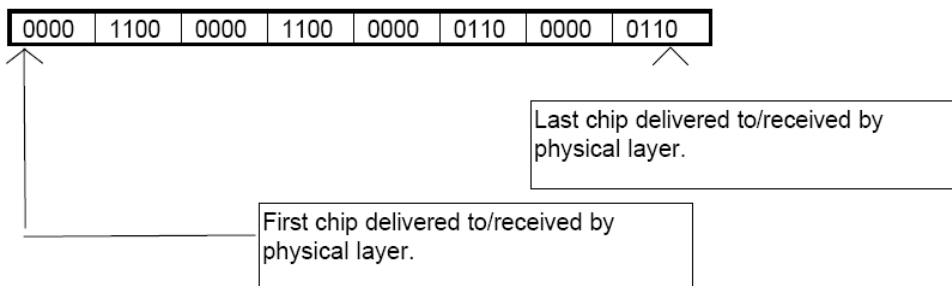 0000 1100 0000 1100 0000 0110 0000 0110
Last chip delivered to/received by
physical layer.
First chip delivered to/received by
physical layer.